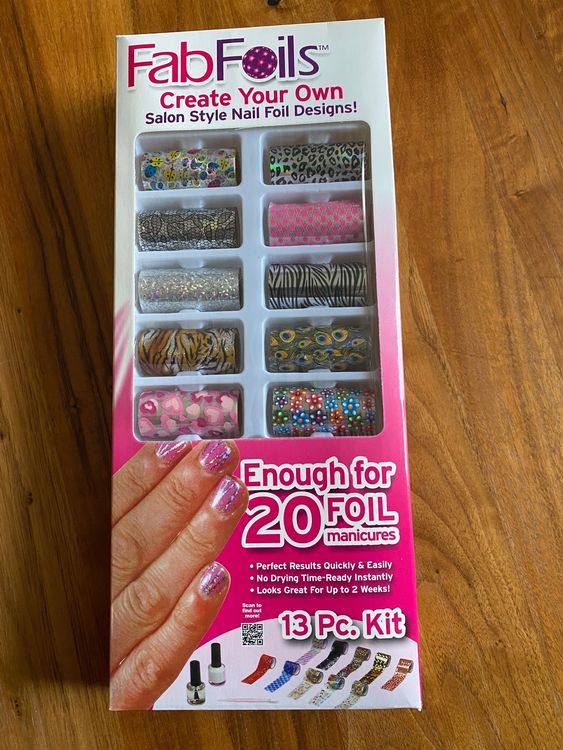 FabFoils™
Create Your Own
Salon Style Nail Foil Designs!
Enough for
20 FOIL
manicures
• Perfect Results Quickly & Easily
• No Drying Time-Ready Instantly
• Looks Great For Up to 2 Weeks!
Scan to
find out
more!
13 Pc. Kit